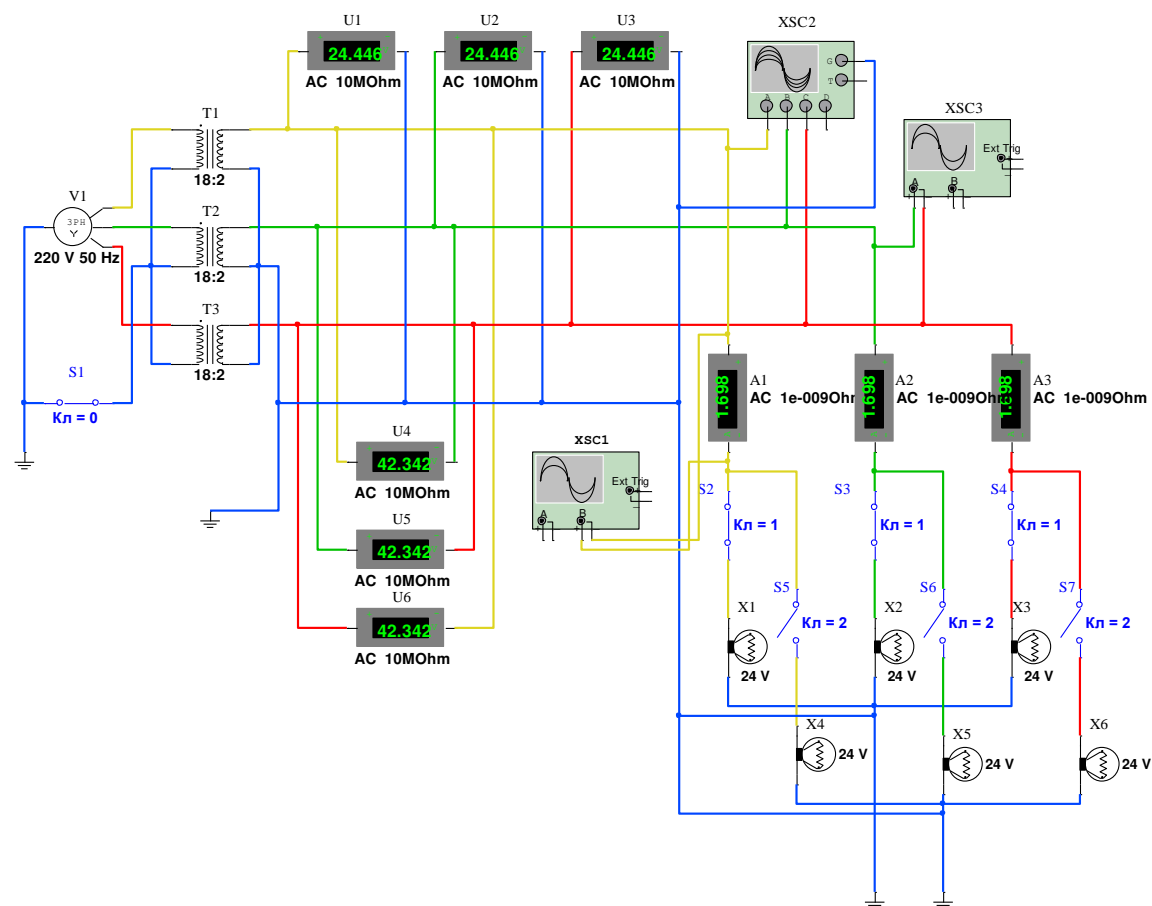 U1
U2
U3
XSC2
24.446
24.446
24.446
AC 10MOhm
AC 10MOhm
AC 10MOhm
G
T
A B C D
XSC3
Ext Trig
A
B
T1
18:2
V1
3PH
Y
220 V 50 Hz
T2
18:2
T3
18:2
S1
Кл = 0
A1
1.698
AC 1e-009Ohm
A2
1.698
AC 1e-009Ohm
A3
1.698
AC 1e-009Ohm
U4
42.342
AC 10MOhm
U5
42.342
AC 10MOhm
U6
42.342
AC 10MOhm
XSC1
Ext Trig
A
B
S2
Кл = 1
S3
Кл = 1
S4
Кл = 1
S5
Кл = 2
S6
Кл = 2
S7
Кл = 2
X1
24 V
X2
24 V
X3
24 V
X4
24 V
X5
24 V
X6
24 V